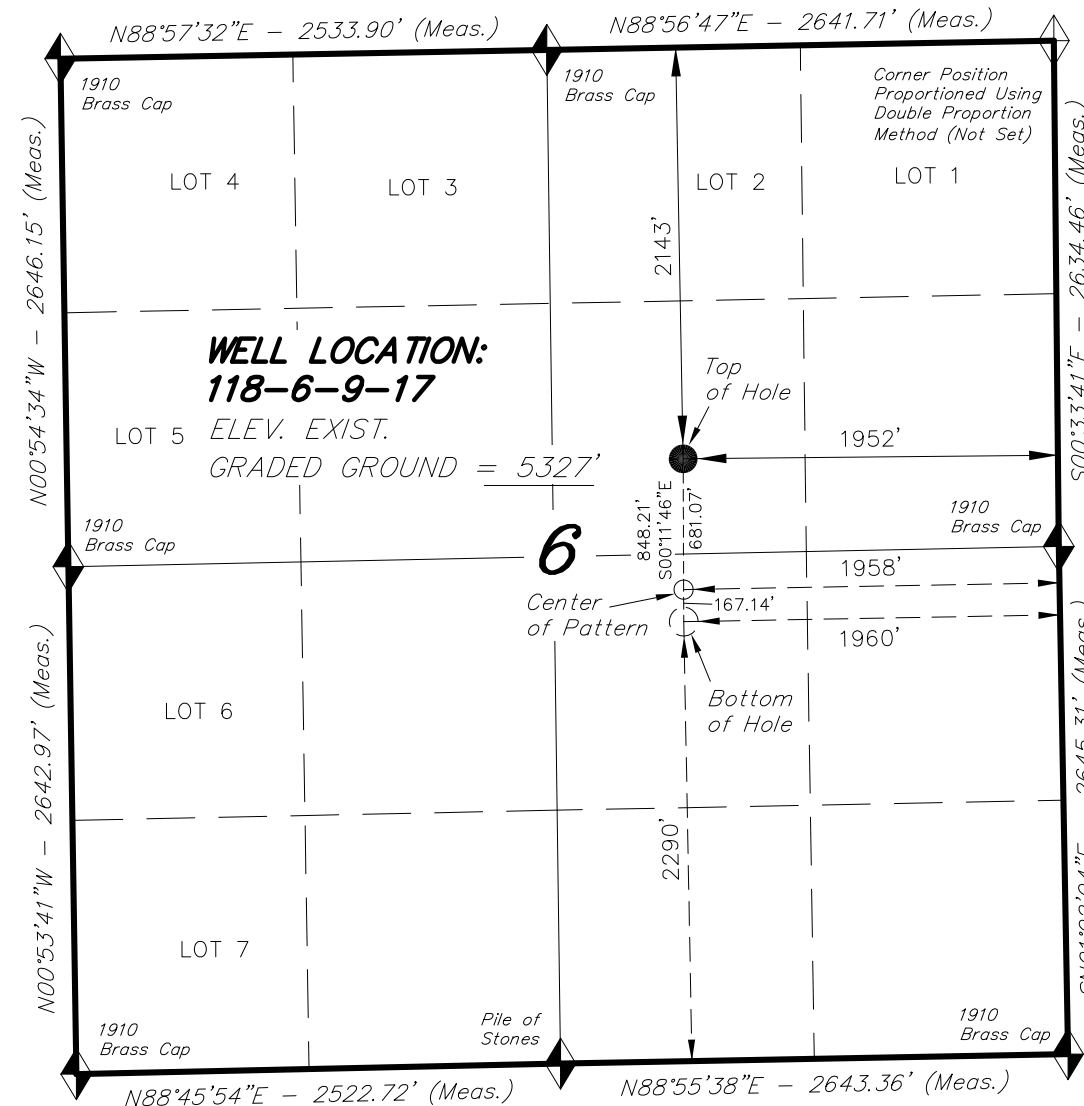 N88°57'32"E - 2533.90' (Meas.)
N88°56'47"E - 2641.71' (Meas.)
1910
Brass Cap
1910
Brass Cap
Corner Position
Proportioned Using
Double Proportion
Method (Not Set)
N00°54'34"W - 2646.15' (Meas.)
S00°33'41"E - 2634.46' (Meas.)
LOT 4
LOT 3
LOT 2
LOT 1
2143'
WELL LOCATION:
118-6-9-17
ELEV. EXIST.
GRADED GROUND = 5327'
LOT 5
Top
of Hole
1952'
1910
Brass Cap
1910
Brass Cap
6
848.21'
S00°11'46"E
681.07'
1958'
Center
of Pattern
167.14'
1960'
Bottom
of Hole
LOT 6
N00°53'41"W - 2642.97' (Meas.)
2645.31' (Meas.)
2290'
LOT 7
1910
Brass Cap
Pile of
Stones
1910
Brass Cap
N88°45'54"E - 2522.72' (Meas.)
N88°55'38"E - 2643.36' (Meas.)